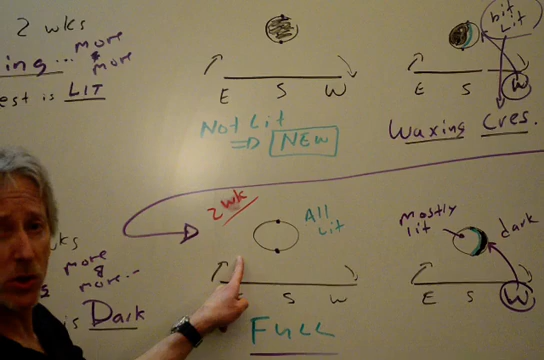 2 wks
more
ing... &
more
est is LIT
E S W
Not Lit
=> NEW
bit
Lit
E S W
Waxing Cres.
wks
more
&
more...
is Dark
2 wk
All
Lit
S W
FULL
mostly
lit
dark
E S W